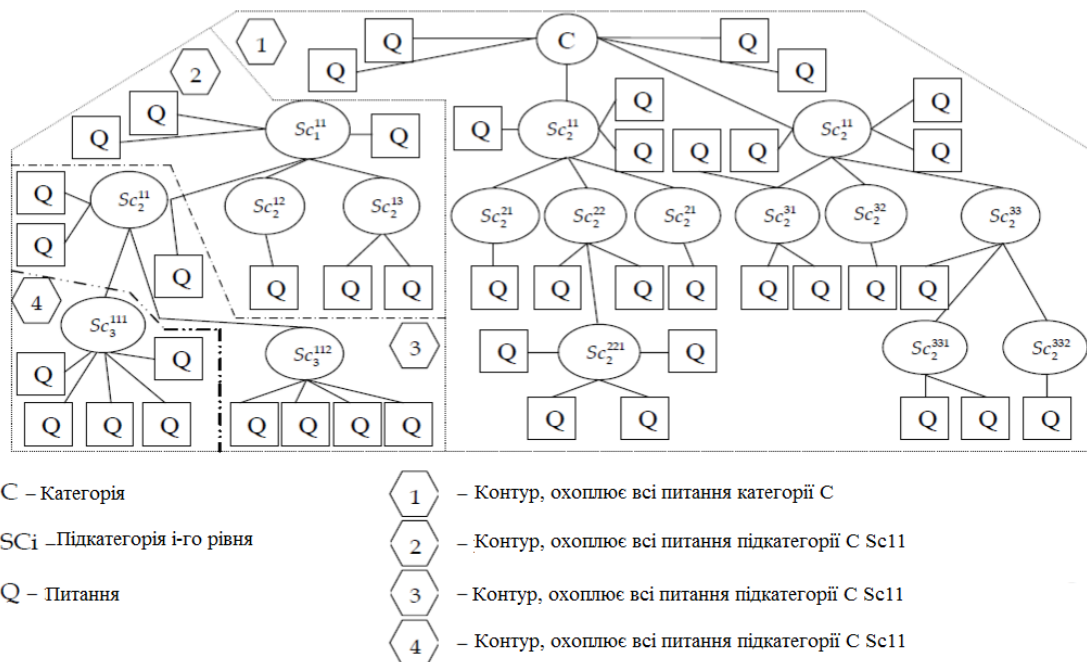 1 Q C Q
2 Q Q
Q Q Q Q
Q Sc₁¹¹ Q Q Sc₂¹¹ Q Q Q Sc₂¹¹ Q
Q Sc₂¹¹ Sc₂¹² Sc₂¹³ Sc₂²¹ Sc₂²² Sc₂²¹ Sc₂³¹ Sc₂³² Sc₂³³
Q
Q Q Q Q Q Q Q Q Q Q Q Q
4 Sc₃¹¹¹ Q Sc₃¹¹² 3 Q Sc₂²²¹ Q Sc₂³³¹ Sc₂³³²
Q
Q Q Q Q Q Q Q Q Q Q Q Q
C – Категорія
1 – Контур, охоплює всі питання категорії С
SCi – Підкатегорія і-го рівня
2 – Контур, охоплює всі питання підкатегорії С Sc11
Q – Питання
3 – Контур, охоплює всі питання підкатегорії С Sc11
4 – Контур, охоплює всі питання підкатегорії С Sc11